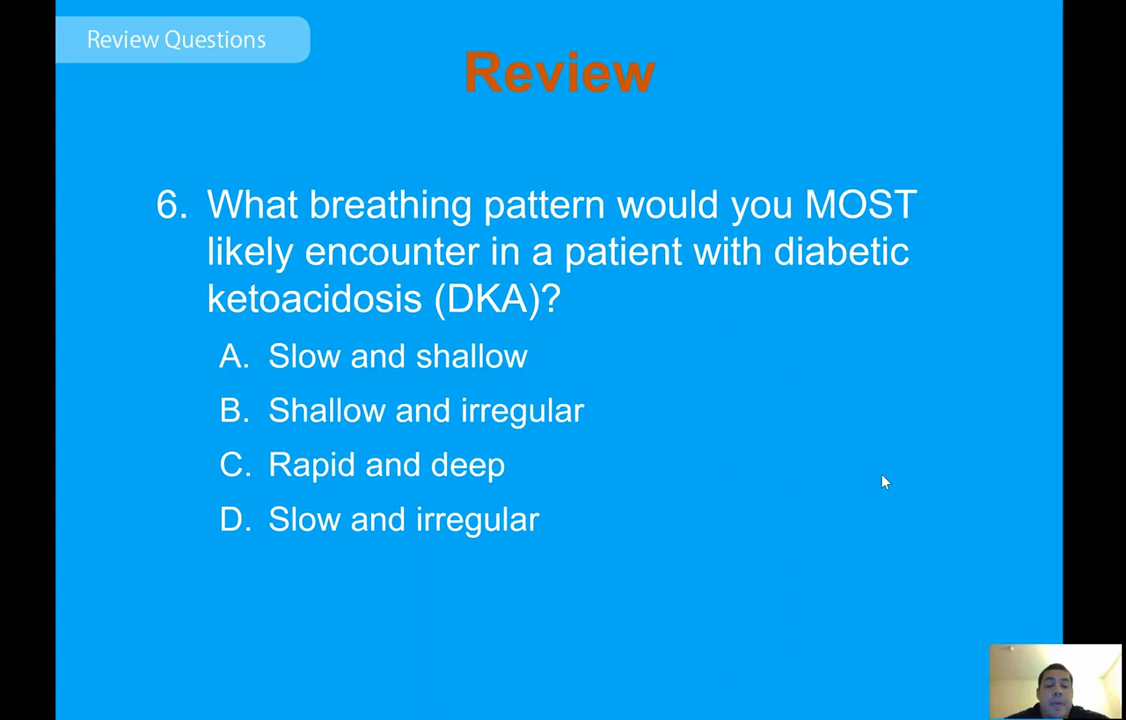 Review Questions
Review
6. What breathing pattern would you MOST
likely encounter in a patient with diabetic
ketoacidosis (DKA)?
A. Slow and shallow
B. Shallow and irregular
C. Rapid and deep
D. Slow and irregular